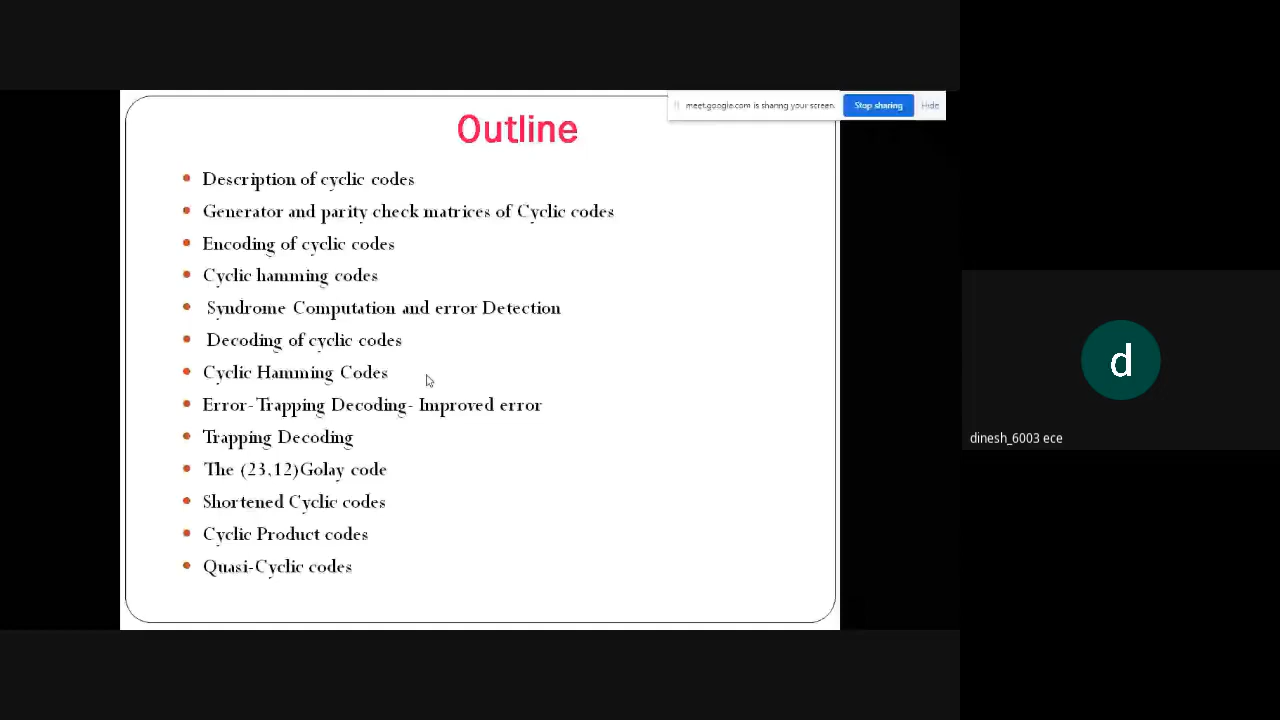 meet.google.com is sharing your screen.
Stop sharing
Hide
Outline
Description of cyclic codes
Generator and parity check matrices of Cyclic codes
Encoding of cyclic codes
Cyclic hamming codes
Syndrome Computation and error Detection
Decoding of cyclic codes
Cyclic Hamming Codes
Error-Trapping Decoding- Improved error
Trapping Decoding
The (23,12)Golay code
Shortened Cyclic codes
Cyclic Product codes
Quasi-Cyclic codes
d
dinesh_6003 ece